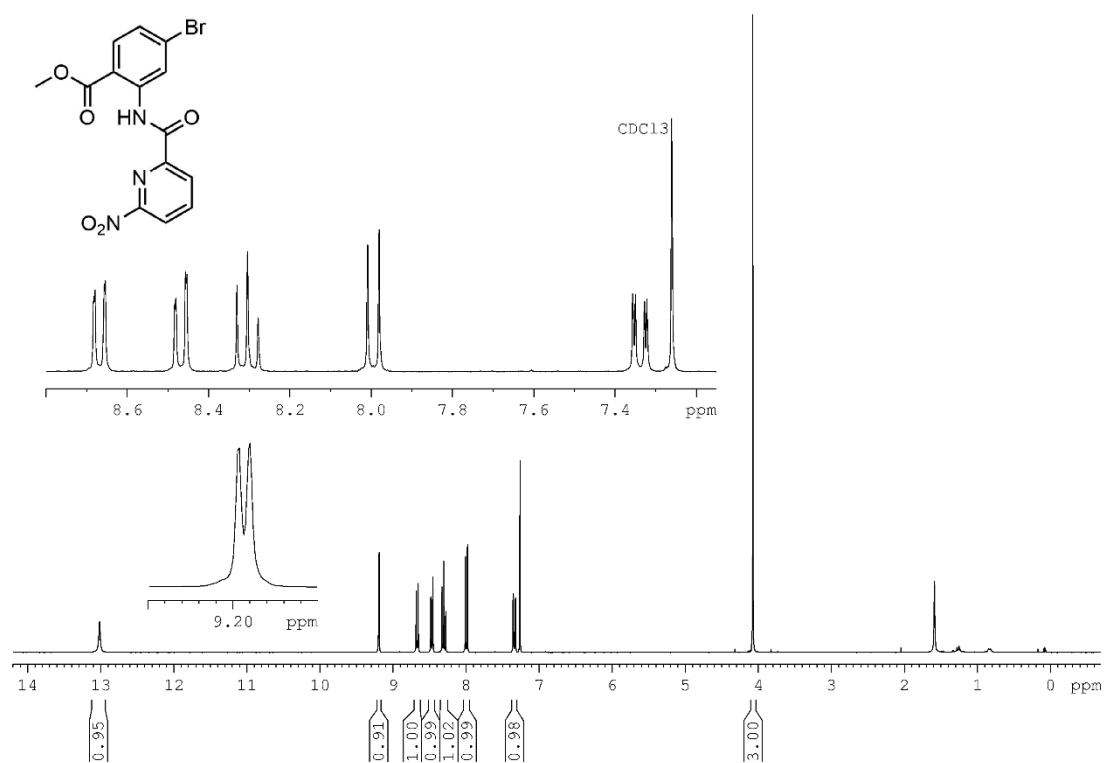 Br
O
O
HN
O
N
O₂N
CDCl3
8.6 8.4 8.2 8.0 7.8 7.6 7.4 ppm
9.20 ppm
14 13 12 11 10 9 8 7 6 5 4 3 2 1 0 ppm
0.95 0.91 1.00 0.99 1.02 0.99 0.98 3.00